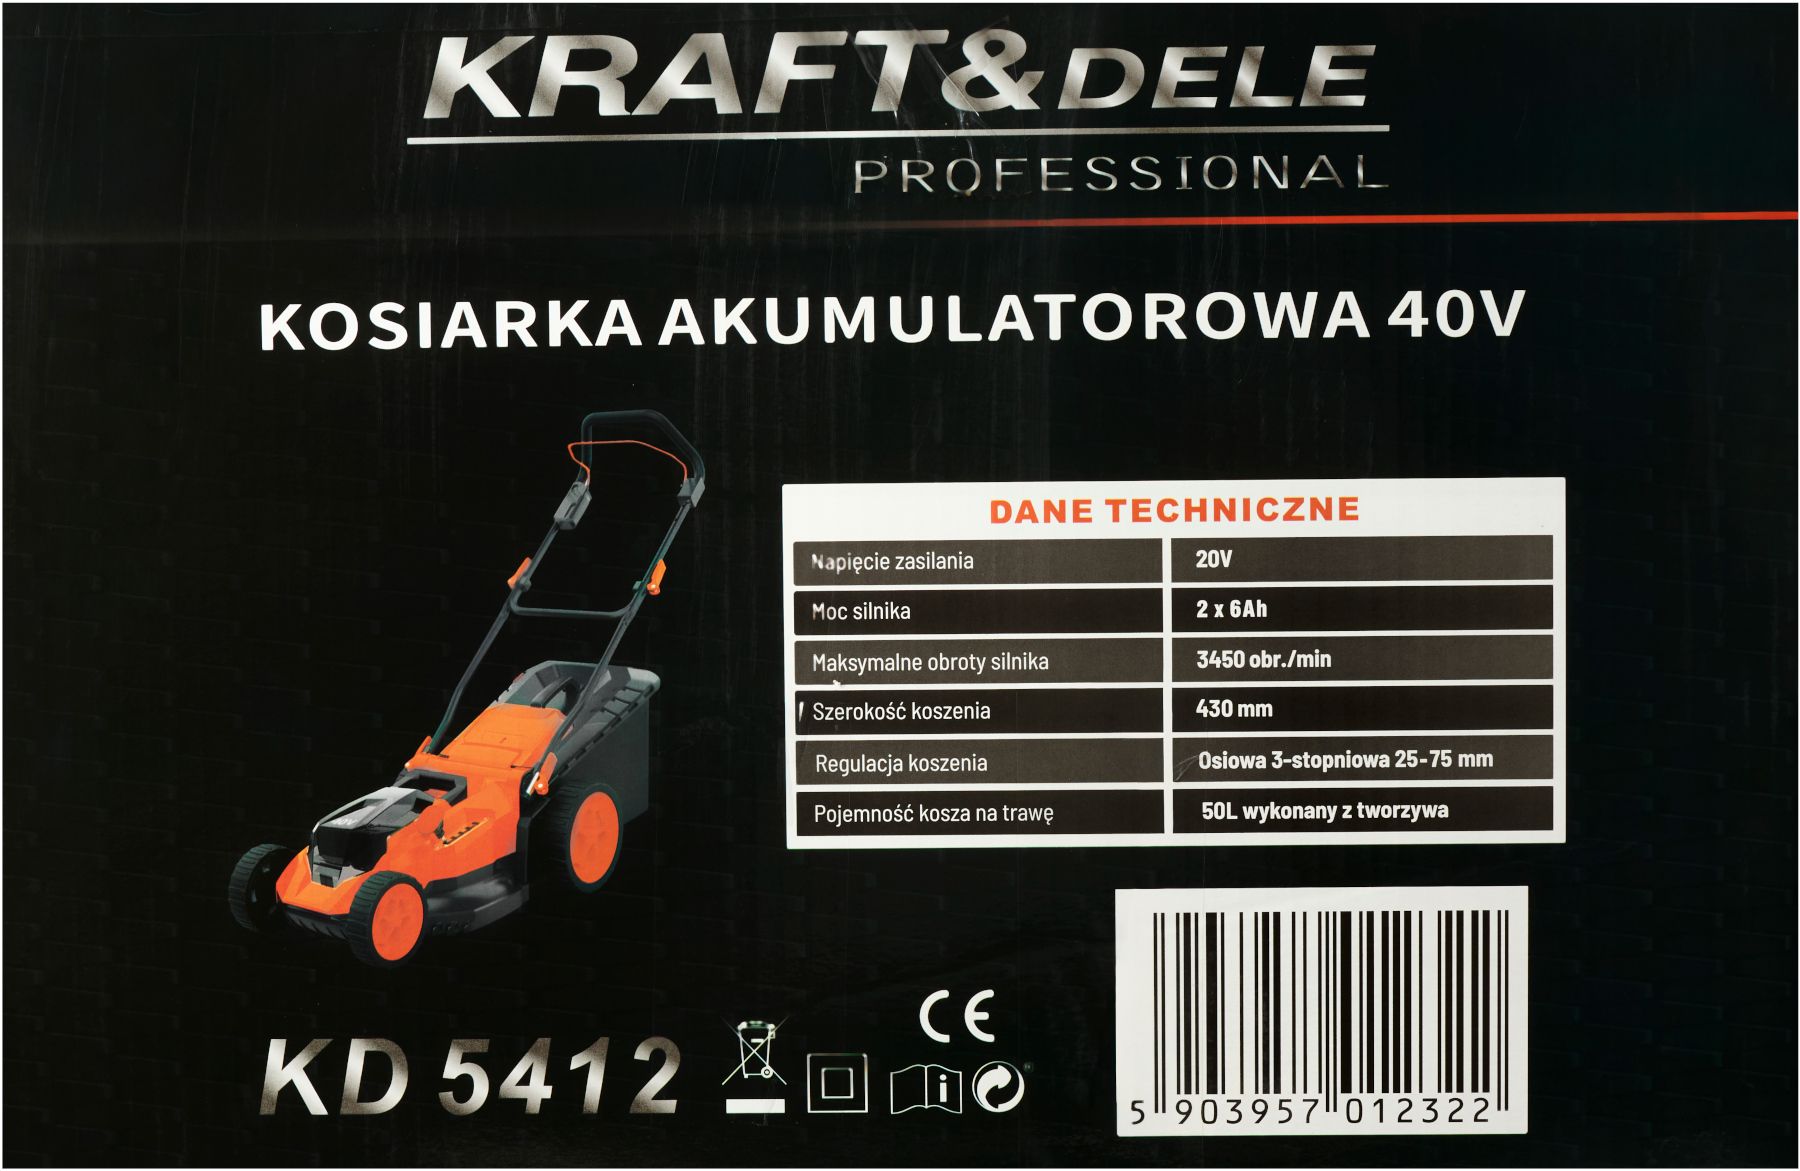 KRAFT&DELE
PROFESSIONAL
KOSIARKA AKUMULATOROWA 40V
40V
DANE TECHNICZNE
Napięcie zasilania 20V
Moc silnika 2 x 6Ah
Maksymalne obroty silnika 3450 obr./min
Szerokość koszenia 430 mm
Regulacja koszenia Osiowa 3-stopniowa 25-75 mm
Pojemność kosza na trawę 50L wykonany z tworzywa
KD 5412
CE
5 903957 012322